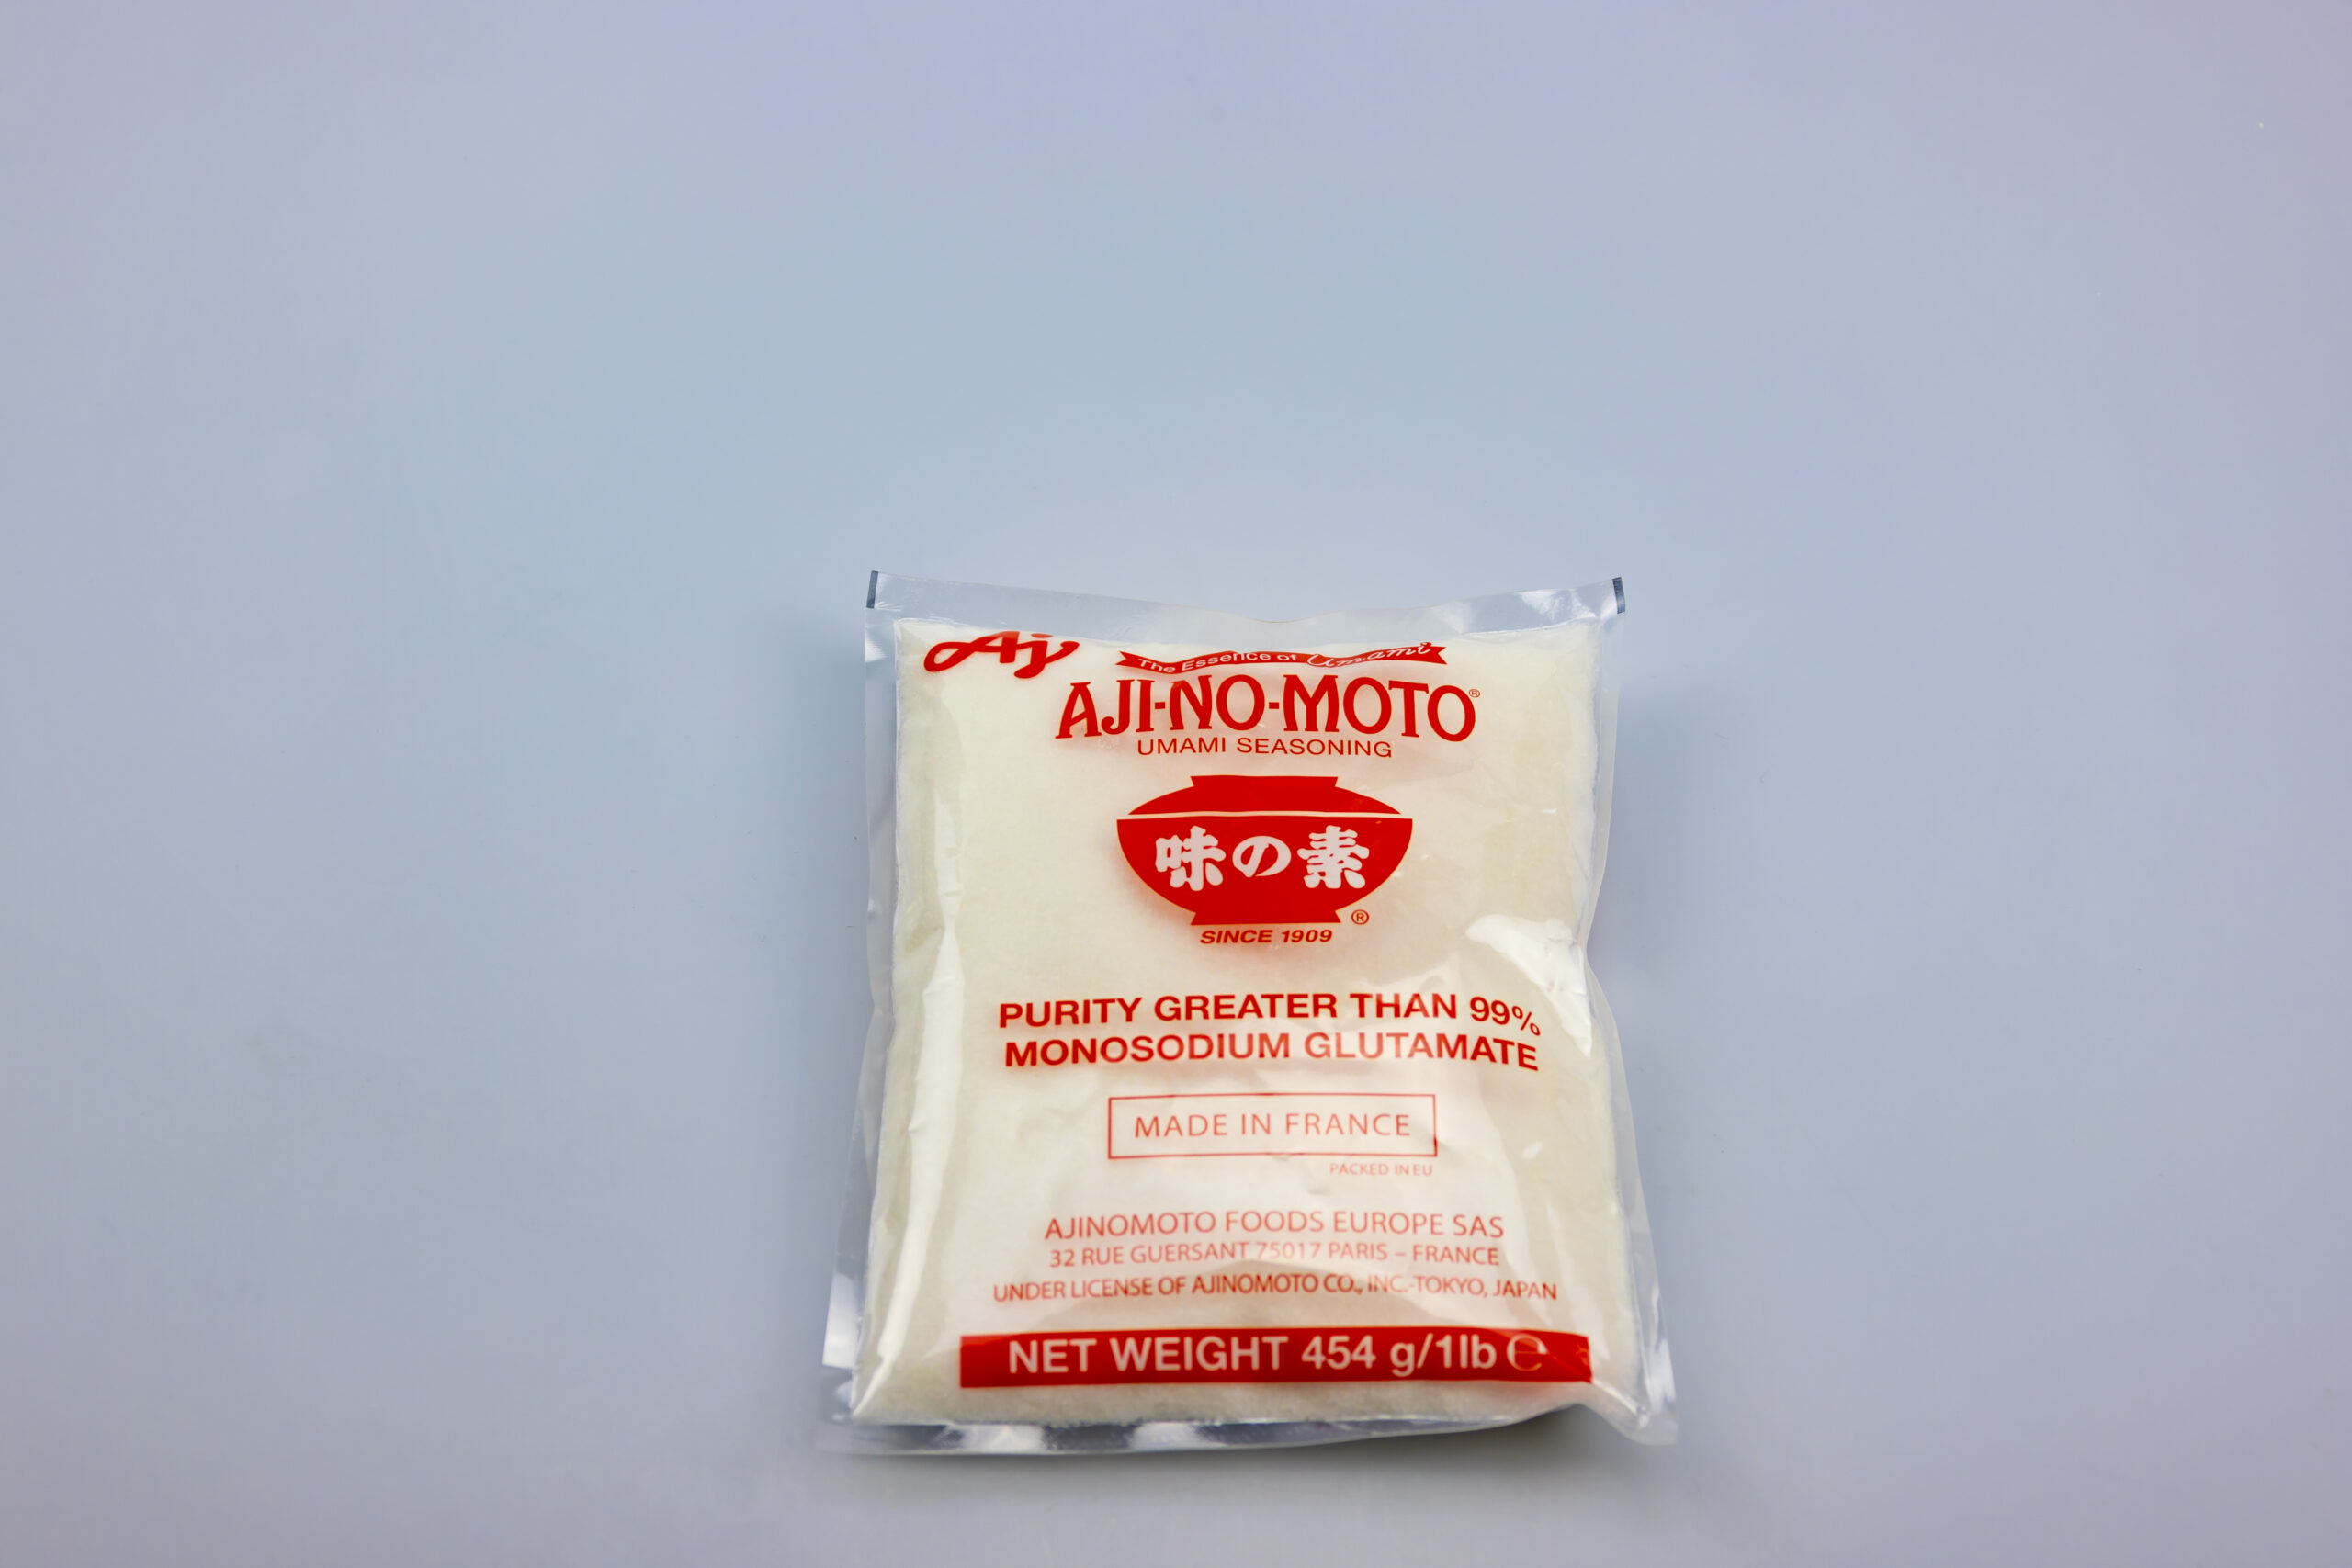 Aj
The Essence of Umami
AJI-NO-MOTO®
UMAMI SEASONING
味の素
®
SINCE 1909
PURITY GREATER THAN 99%
MONOSODIUM GLUTAMATE
MADE IN FRANCE
PACKED IN EU
AJINOMOTO FOODS EUROPE SAS
32 RUE GUERSANT 75017 PARIS – FRANCE
UNDER LICENSE OF AJINOMOTO CO., INC.-TOKYO, JAPAN
NET WEIGHT 454 g/1lb ℮